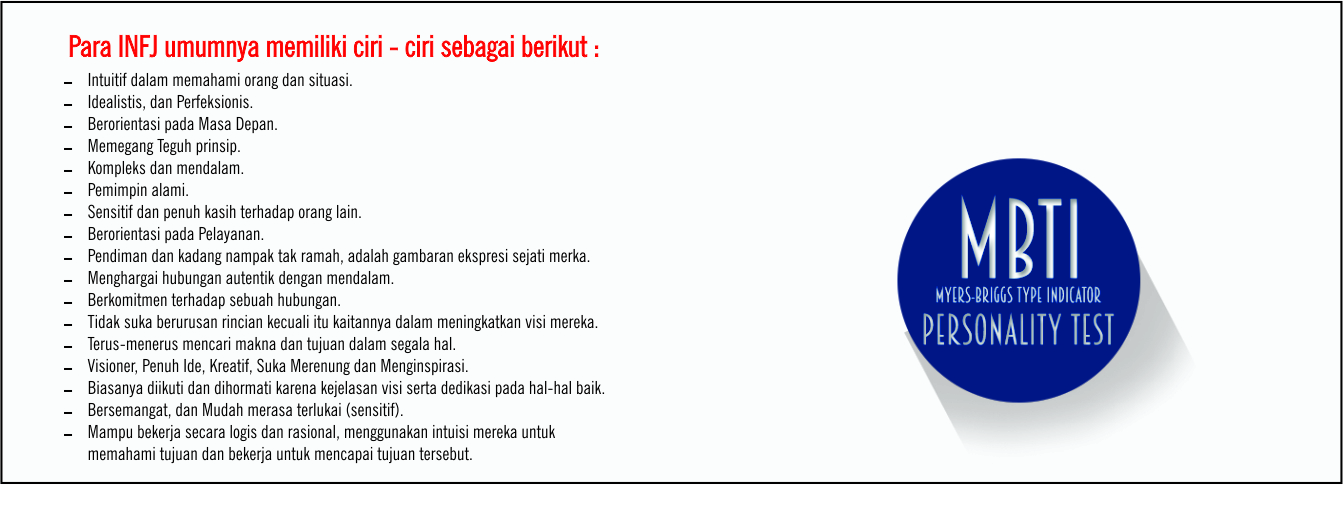 Para INFJ umumnya memiliki ciri - ciri sebagai berikut :
- Intuitif dalam memahami orang dan situasi.
- Idealistis, dan Perfeksionis.
- Berorientasi pada Masa Depan.
- Memegang Teguh prinsip.
- Kompleks dan mendalam.
- Pemimpin alami.
- Sensitif dan penuh kasih terhadap orang lain.
- Berorientasi pada Pelayanan.
- Pendiman dan kadang nampak tak ramah, adalah gambaran ekspresi sejati merka.
- Menghargai hubungan autentik dengan mendalam.
- Berkomitmen terhadap sebuah hubungan.
- Tidak suka berurusan rincian kecuali itu kaitannya dalam meningkatkan visi mereka.
- Terus-menerus mencari makna dan tujuan dalam segala hal.
- Visioner, Penuh Ide, Kreatif, Suka Merenung dan Menginspirasi.
- Biasanya diikuti dan dihormati karena kejelasan visi serta dedikasi pada hal-hal baik.
- Bersemangat, dan Mudah merasa terlukai (sensitif).
- Mampu bekerja secara logis dan rasional, menggunakan intuisi mereka untuk
memahami tujuan dan bekerja untuk mencapai tujuan tersebut.
MBTI
MYERS-BRIGGS TYPE INDICATOR
PERSONALITY TEST